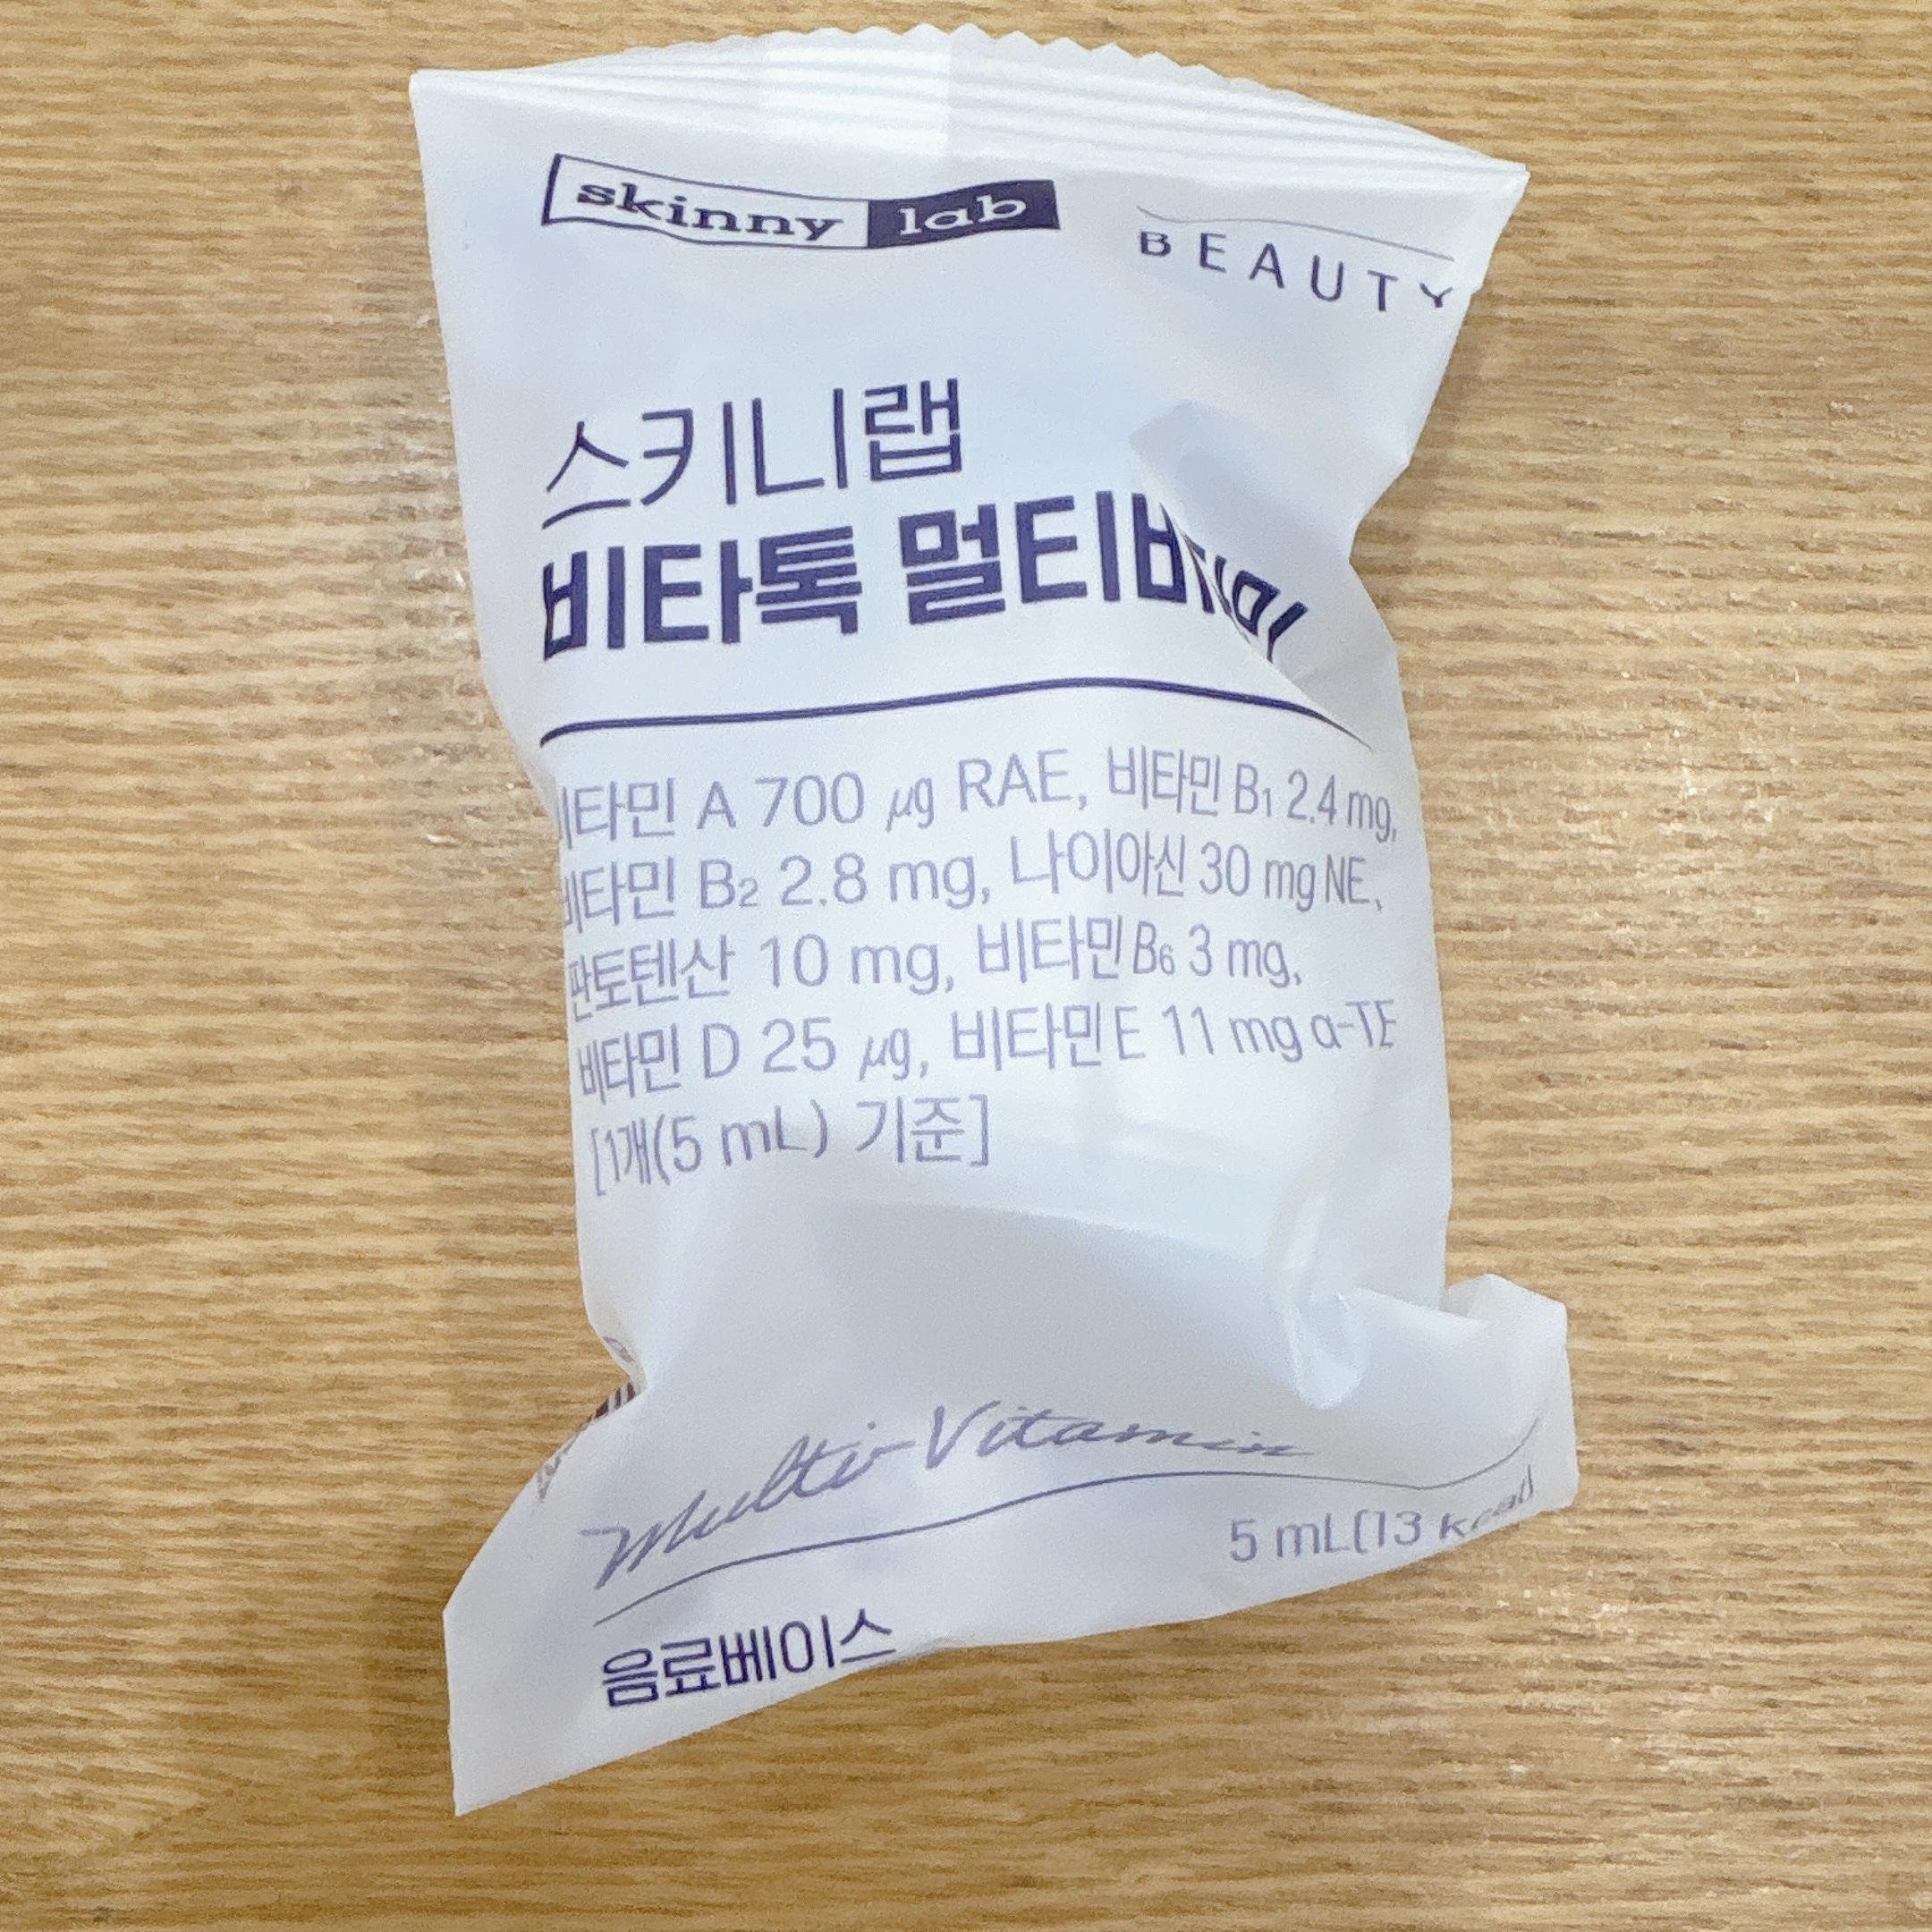 skinny lab
BEAUTY
스키니랩
비타톡
비타민 A 700 μg RAE, 비타민 B₁ 2.4 mg,
비타민 B₂ 2.8 mg, 나이아신 30 mg NE,
판토텐산 10 mg, 비타민 B₆ 3 mg,
비타민 D 25 μg, 비타민 E 11 mg α-TE
[1개(5 mL) 기준]
Multi Vitamin
5 mL(13 kcal)
음료베이스